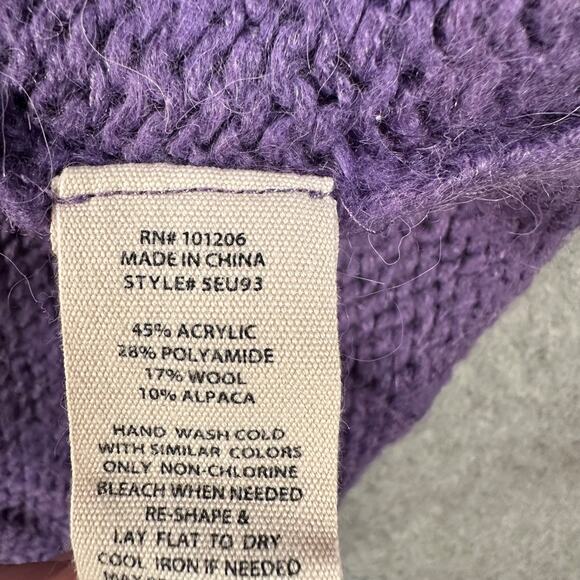 RN# 101206
MADE IN CHINA
STYLE# 5EU93
45% ACRYLIC
28% POLYAMIDE
17% WOOL
10% ALPACA
HAND WASH COLD
WITH SIMILAR COLORS
ONLY NON-CHLORINE
BLEACH WHEN NEEDED
RE-SHAPE &
LAY FLAT TO DRY
COOL IRON IF NEEDED